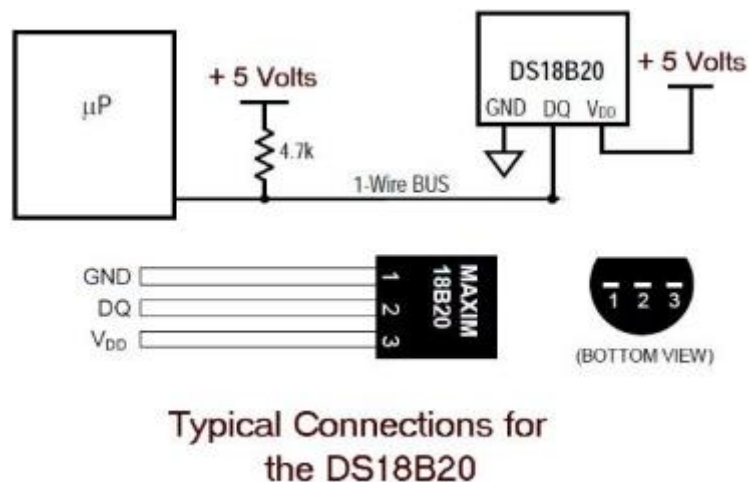 µP
+ 5 Volts
4.7k
1-Wire BUS
DS18B20
GND DQ VDD
+ 5 Volts
GND
DQ
VDD
1
2
3
MAXIM
18B20
1 2 3
(BOTTOM VIEW)
Typical Connections for
the DS18B20